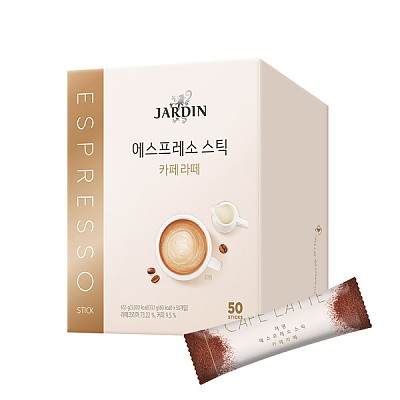 ESPRESSO
STICK
JARDIN
에스프레소 스틱
카페라떼
50
STICKS
CAFE LATTE
쟈뎅
에스프레소 스틱
카페라떼